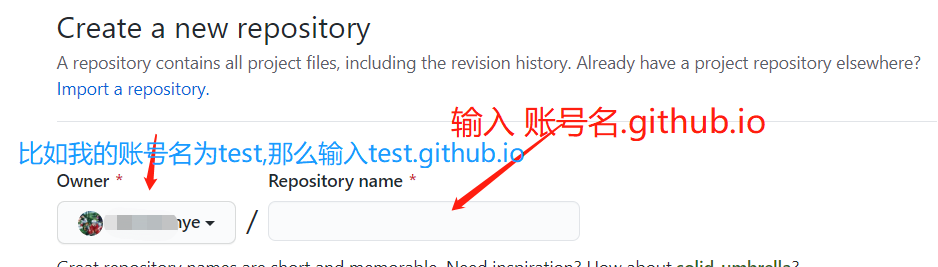 Create a new repository
A repository contains all project files, including the revision history. Already have a project repository elsewhere?
Import a repository.
输入 账号名.github.io
比如我的账号名为test,那么输入test.github.io
Owner *
Repository name *
nye
/
Great repository names are short and memorable. Need inspiration? How about solid-umbrella?